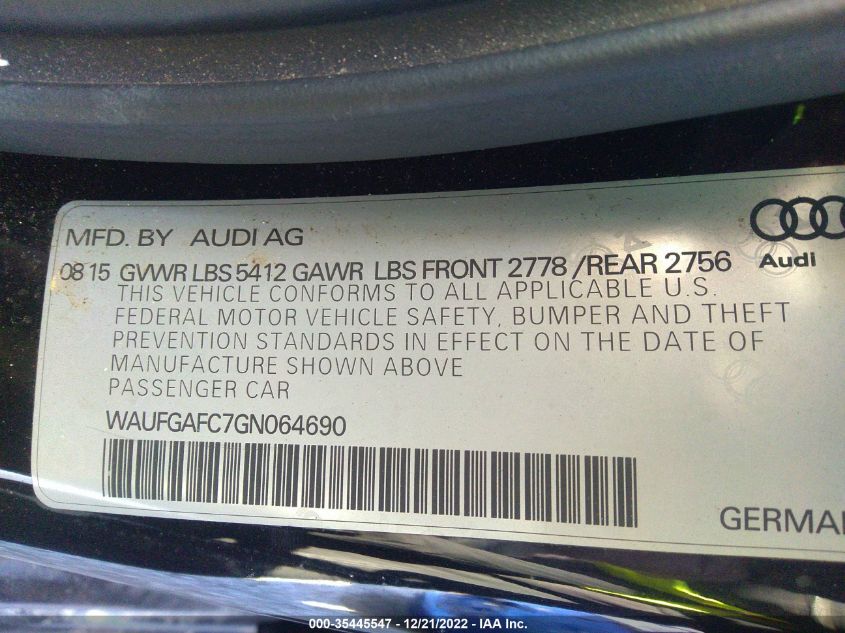 MFD. BY AUDI AG
08 15 GVWR LBS 5412 GAWR LBS FRONT 2778 /REAR 2756
Audi
THIS VEHICLE CONFORMS TO ALL APPLICABLE U.S.
FEDERAL MOTOR VEHICLE SAFETY, BUMPER AND THEFT
PREVENTION STANDARDS IN EFFECT ON THE DATE OF
MANUFACTURE SHOWN ABOVE
PASSENGER CAR
WAUFGAFC7GN064690
GERMA
000-35445547 - 12/21/2022 - IAA Inc.